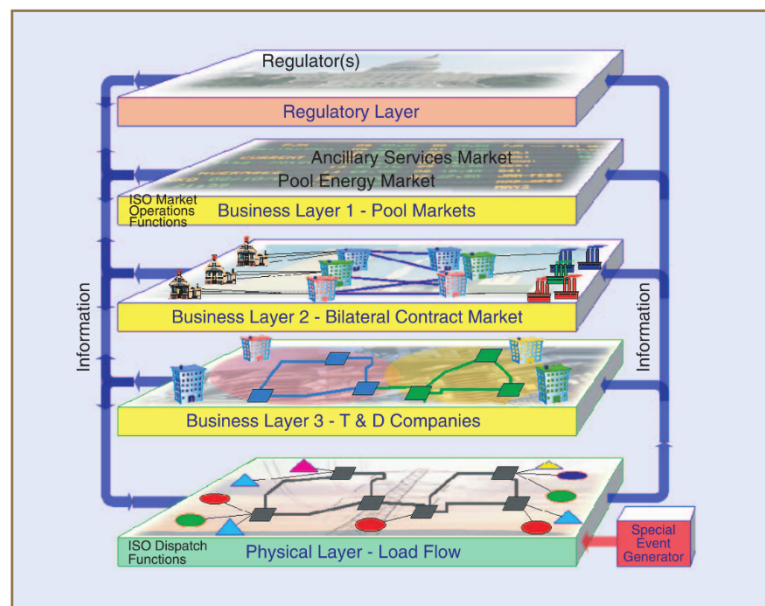 Regulator(s)
Regulatory Layer
Ancillary Services Market
Pool Energy Market
ISO Market
Operations
Functions
Business Layer 1 - Pool Markets
Business Layer 2 - Bilateral Contract Market
Information
Information
Business Layer 3 - T & D Companies
ISO Dispatch
Functions
Physical Layer - Load Flow
Special
Event
Generator